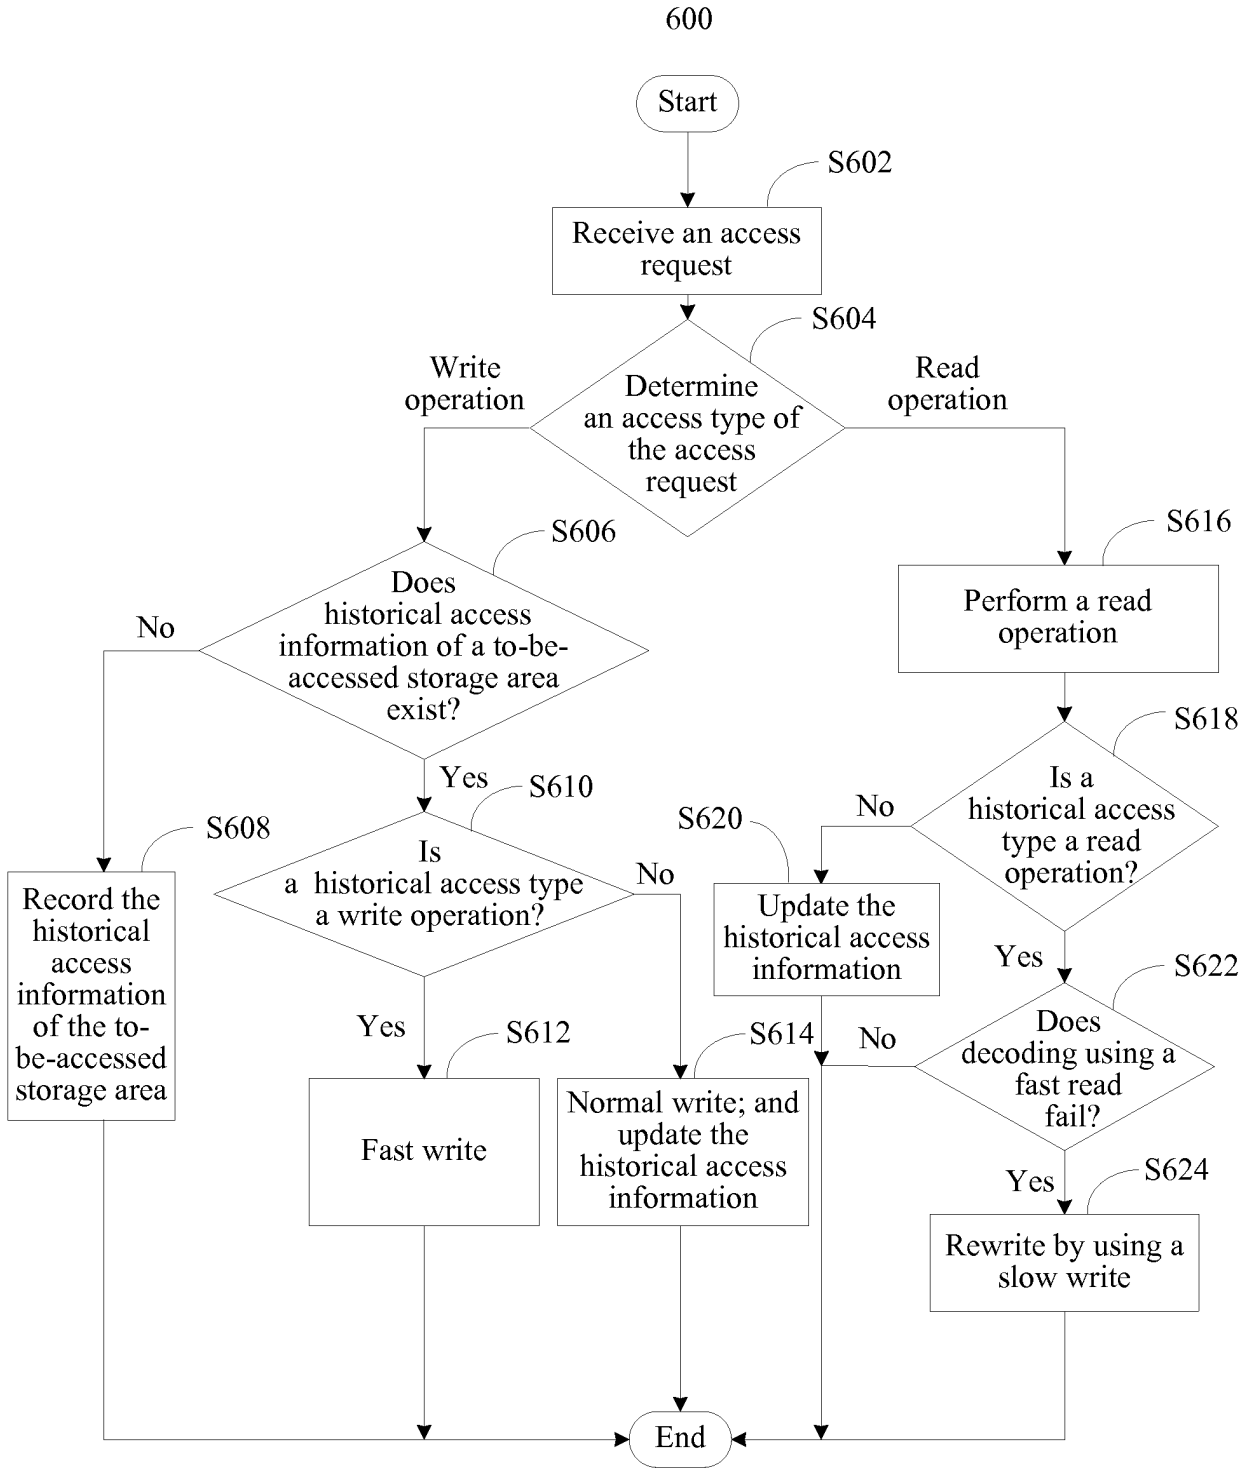 600
Start
S602
Receive an access
request
S604
Write
operation
Read
operation
Determine
an access type of
the access
request
S606
S616
Does
historical access
information of a to-be-
accessed storage area
exist?
No
Perform a read
operation
Yes
S610
S618
Is a
historical access
type a read
operation?
No
S620
S608
Is
a historical access type
a write operation?
No
Record the
historical
access
information
of the to-
be-accessed
storage area
Update the
historical access
information
Yes
S622
Does
decoding using a
fast read
fail?
No
Yes
S612
S614
Fast write
Normal write; and
update the
historical access
information
Yes
S624
Rewrite by using a
slow write
End